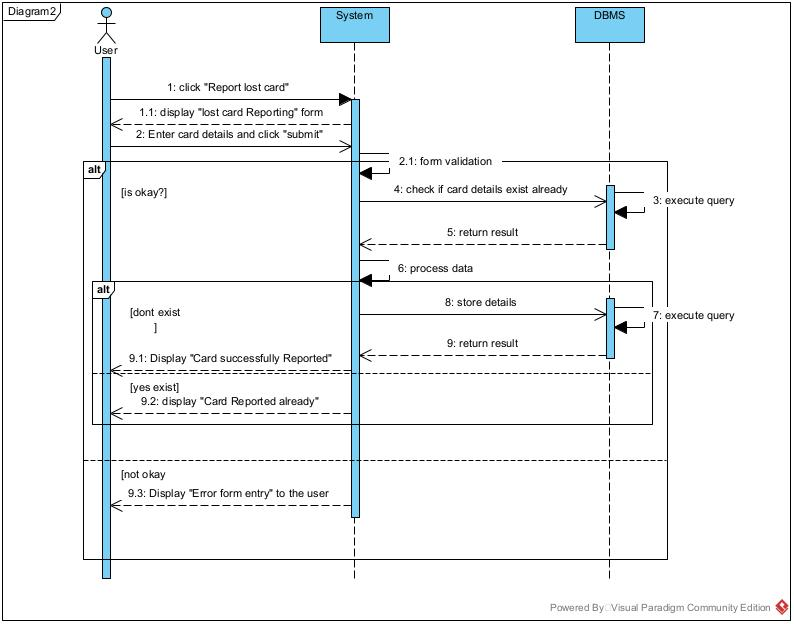 Diagram2
User
System
DBMS
1: click "Report lost card"
1.1: display "lost card Reporting" form
2: Enter card details and click "submit"
2.1: form validation
alt
[is okay?]
4: check if card details exist already
3: execute query
5: return result
6: process data
alt
[dont exist
]
8: store details
7: execute query
9: return result
9.1: Display "Card successfully Reported"
[yes exist]
9.2: display "Card Reported already"
[not okay
9.3: Display "Error form entry" to the user
Powered By Visual Paradigm Community Edition